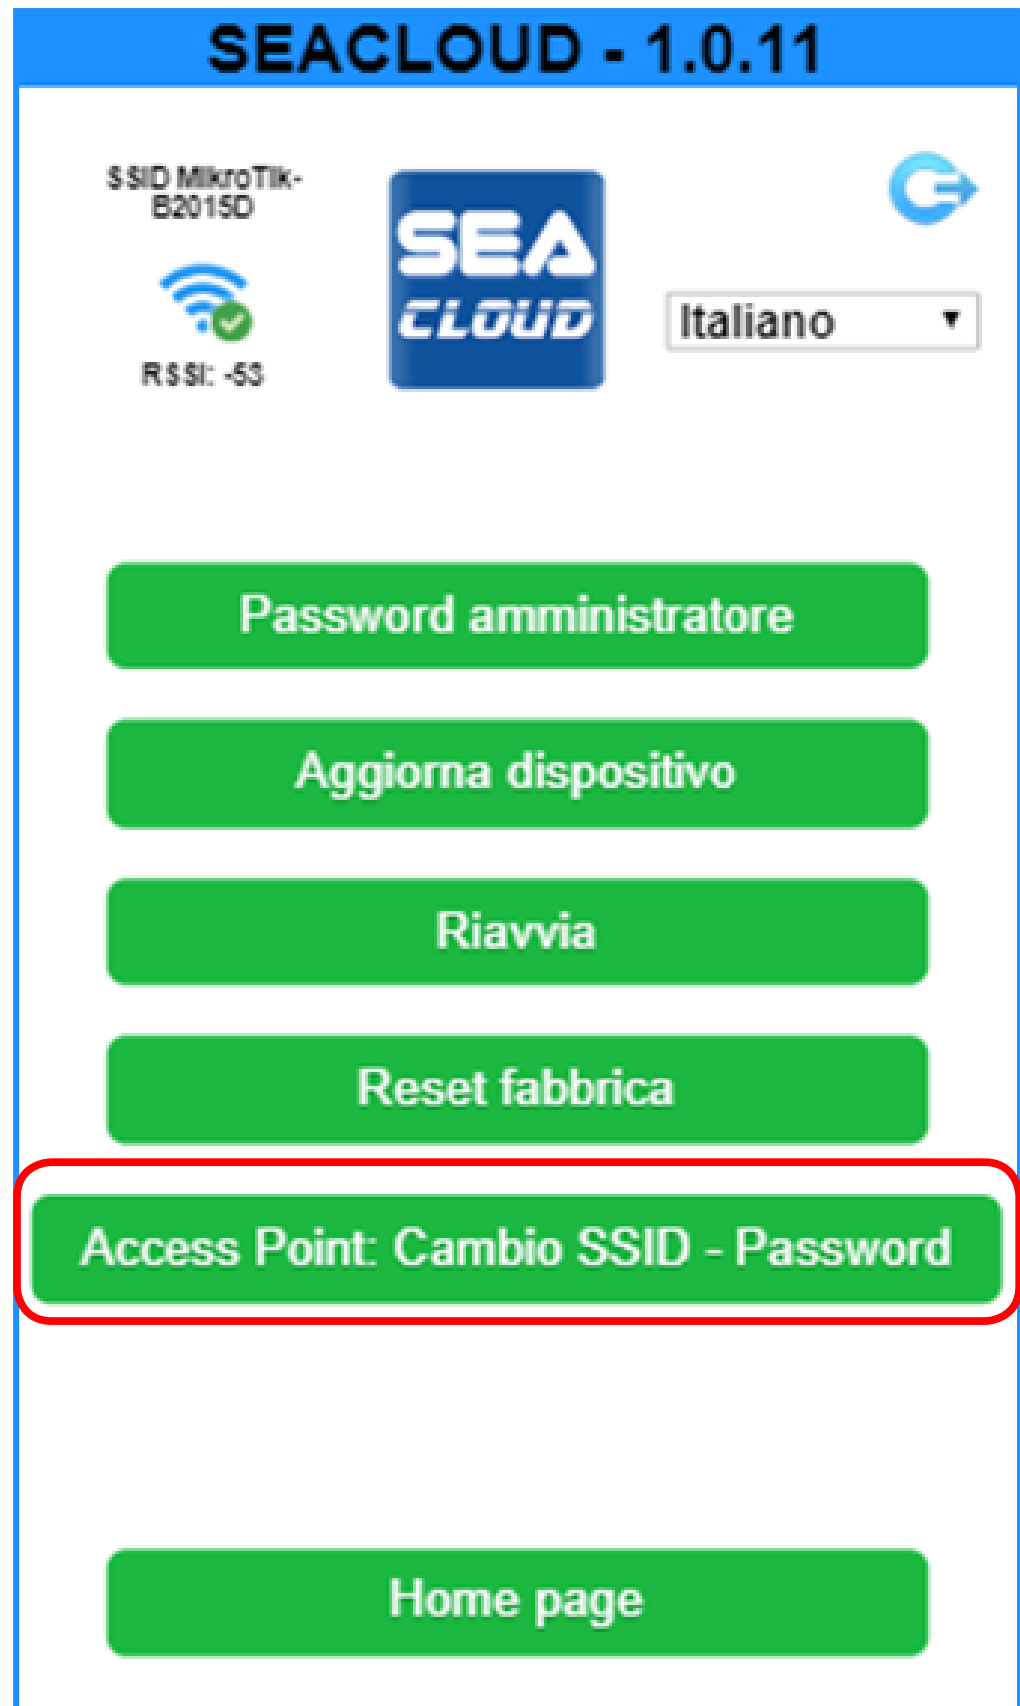 SEACLOUD - 1.0.11
SSID MikroTik-
B2015D
SEA
CLOUD
Italiano
RSSI: -53
Password amministratore
Aggiorna dispositivo
Riavvia
Reset fabbrica
Access Point: Cambio SSID - Password
Home page